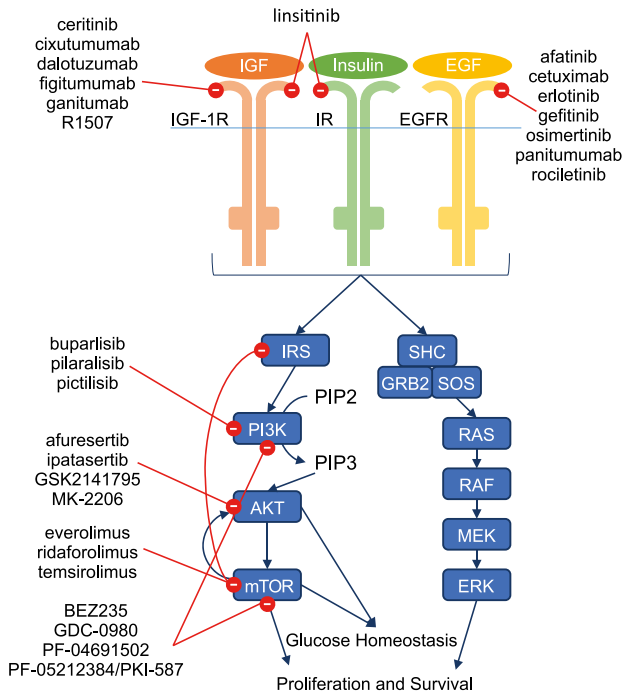 linsitinib
ceritinib
cixutumumab
dalotuzumab
figitumumab
ganitumab
R1507
IGF
Insulin
EGF
afatinib
cetuximab
erlotinib
gefitinib
osimertinib
panitumumab
rociletinib
IGF-1R
IR
EGFR
buparlisib
pilaralisib
pictilisib
IRS
SHC
GRB2
SOS
PI3K
PIP2
PIP3
RAS
afuresertib
ipatasertib
GSK2141795
MK-2206
AKT
RAF
MEK
everolimus
ridaforolimus
temsirolimus
mTOR
ERK
BEZ235
GDC-0980
PF-04691502
PF-05212384/PKI-587
Glucose Homeostasis
Proliferation and Survival